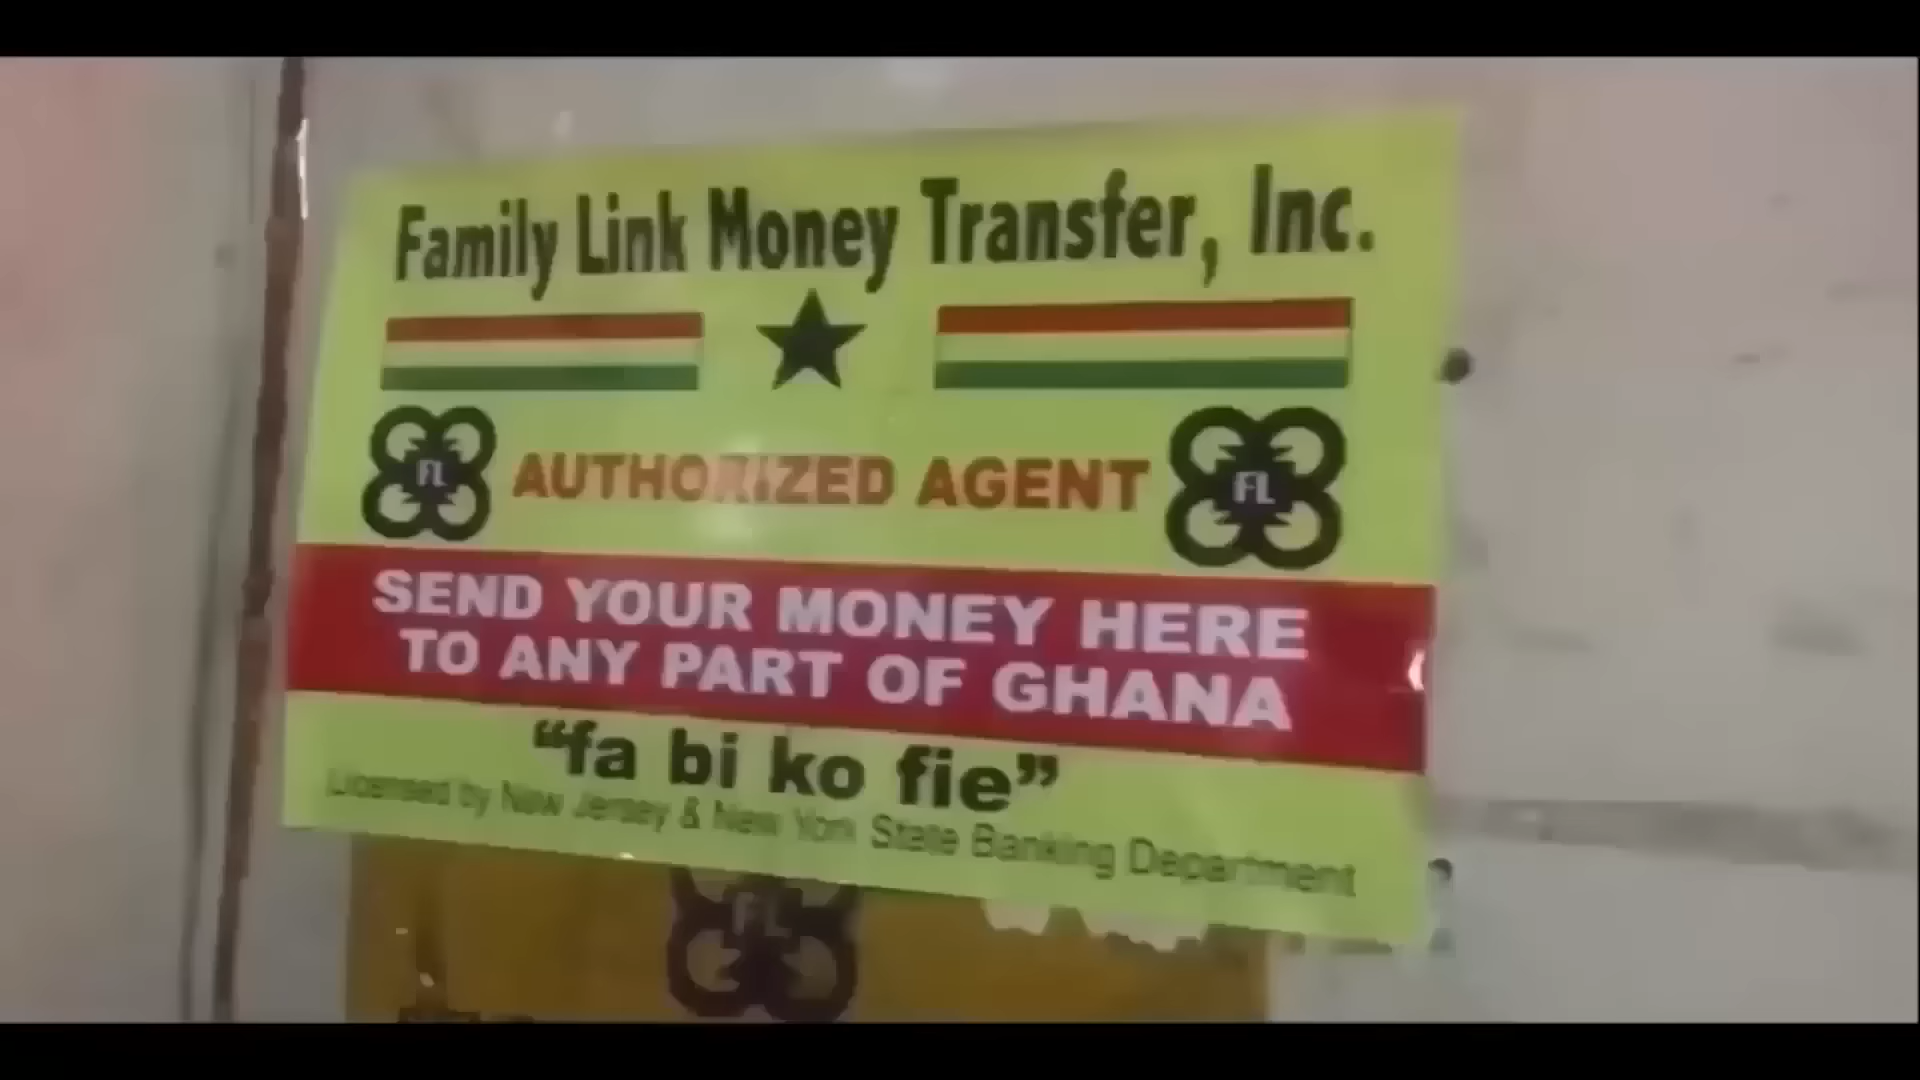 Family Link Money Transfer, Inc.
FL
AUTHORIZED AGENT
FL
SEND YOUR MONEY HERE
TO ANY PART OF GHANA
“fa bi ko fie”
Licensed by New Jersey & New York State Banking Department
FL